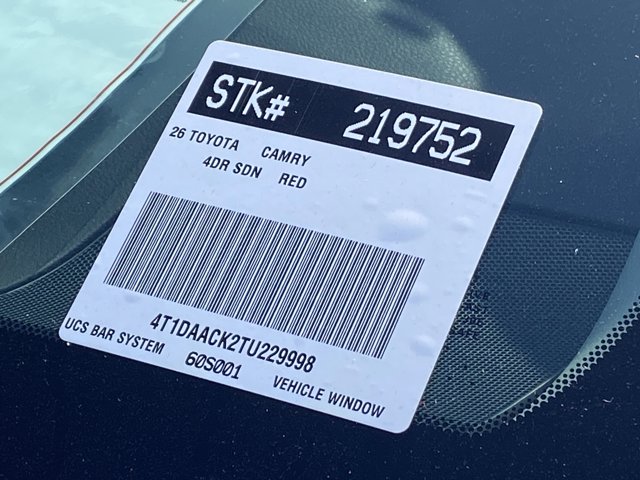 STK# 219752
26 TOYOTA CAMRY
4DR SDN RED
4T1DAACK2TU229998
UCS BAR SYSTEM 60S001 VEHICLE WINDOW